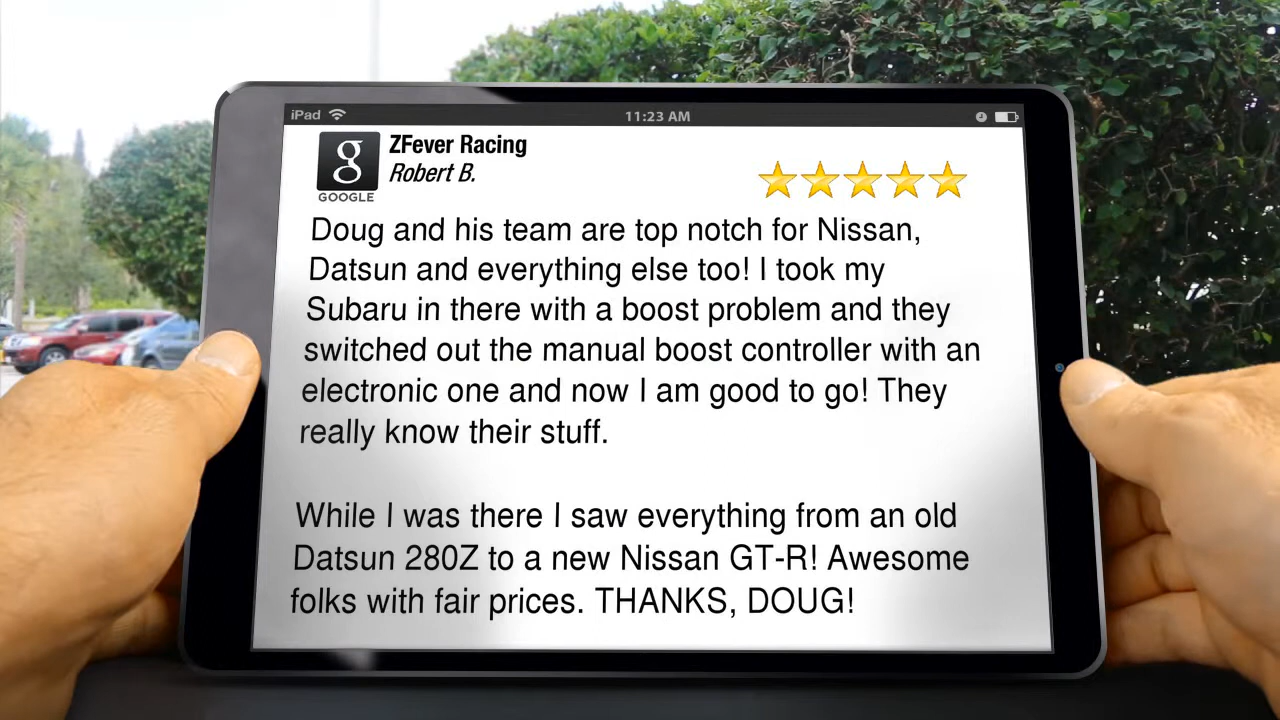 iPad
11:23 AM
g
GOOGLE
ZFever Racing
Robert B.
Doug and his team are top notch for Nissan,
Datsun and everything else too! I took my
Subaru in there with a boost problem and they
switched out the manual boost controller with an
electronic one and now I am good to go! They
really know their stuff.
While I was there I saw everything from an old
Datsun 280Z to a new Nissan GT-R! Awesome
folks with fair prices. THANKS, DOUG!